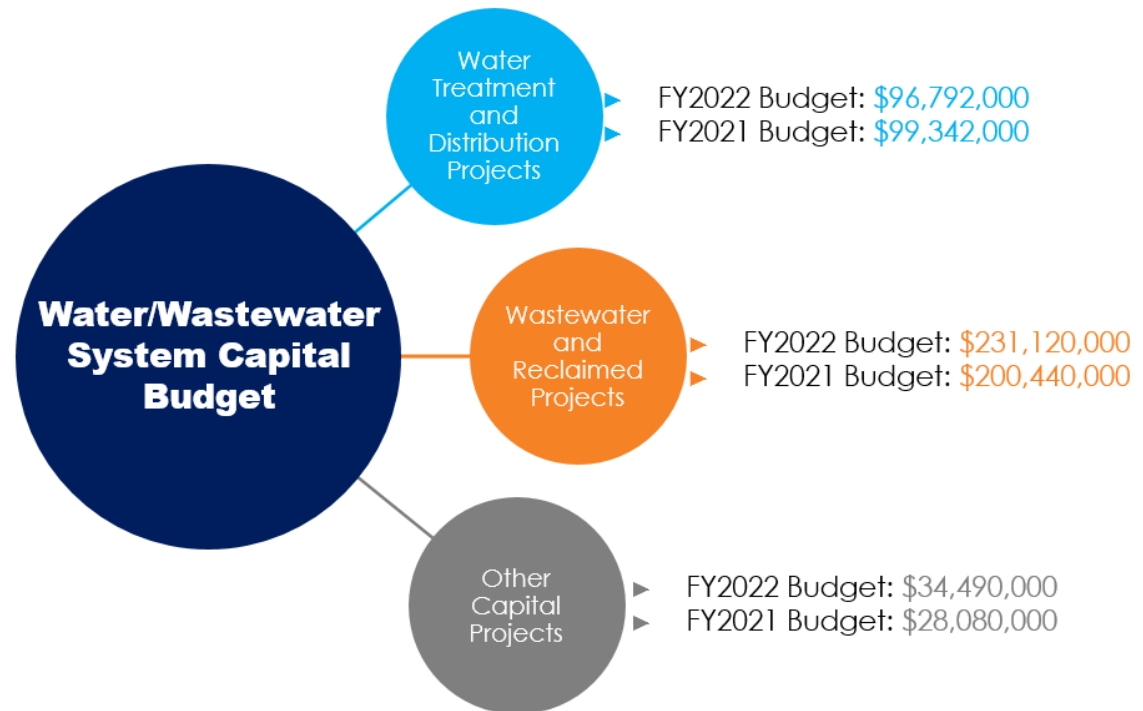 Water
Treatment
and
Distribution
Projects
FY2022 Budget: $96,792,000
FY2021 Budget: $99,342,000
Water/Wastewater
System Capital
Budget
Wastewater
and
Reclaimed
Projects
FY2022 Budget: $231,120,000
FY2021 Budget: $200,440,000
Other
Capital
Projects
FY2022 Budget: $34,490,000
FY2021 Budget: $28,080,000